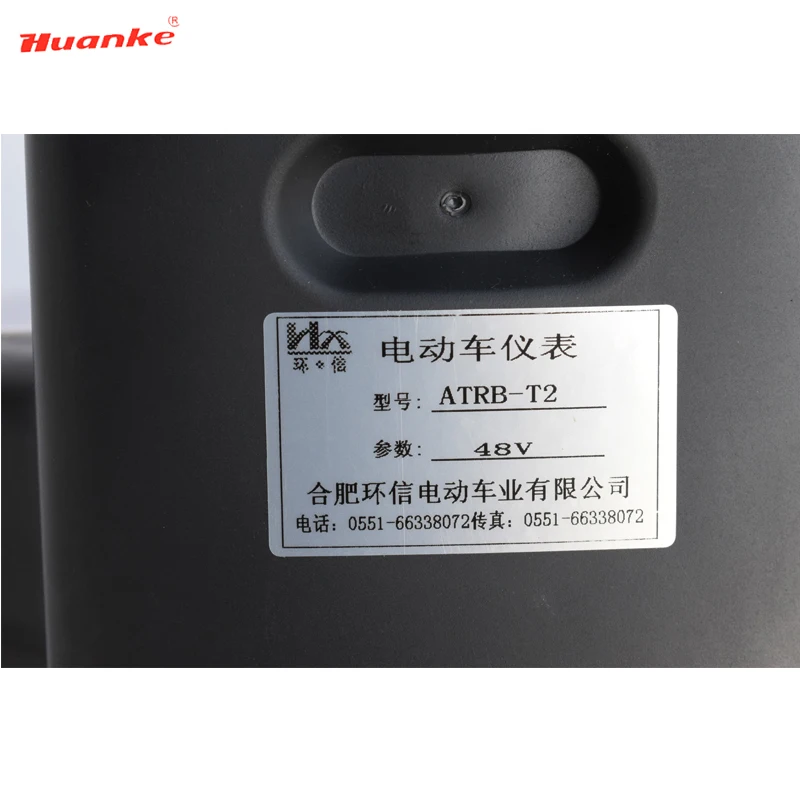 Huanke®
环信
电动车仪表
型号: ATRB-T2
参数: 48V
合肥环信电动车业有限公司
电话: 0551-66338072传真: 0551-66338072